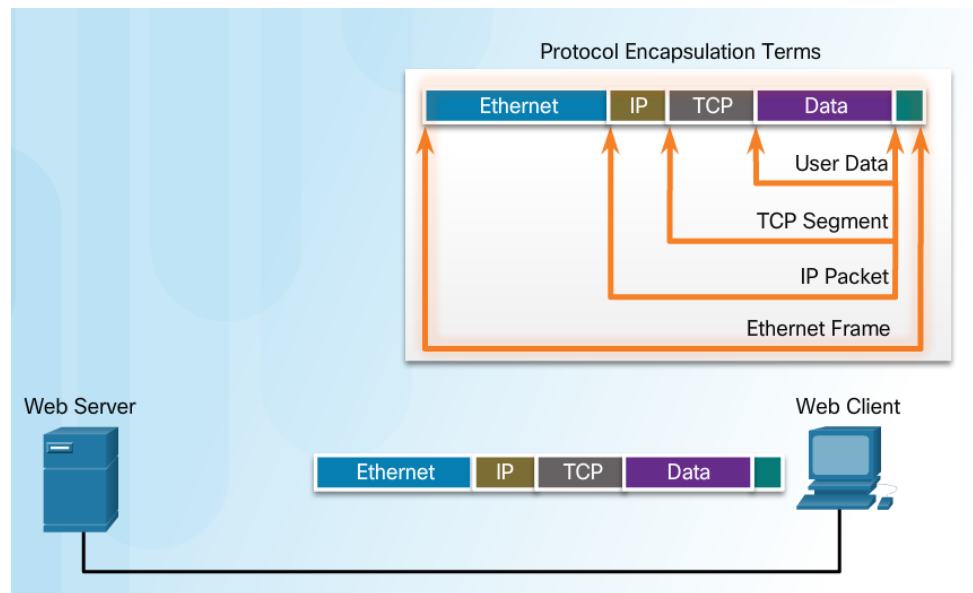 Protocol Encapsulation Terms
Ethernet IP TCP Data
User Data
TCP Segment
IP Packet
Ethernet Frame
Web Server
Web Client
Ethernet IP TCP Data